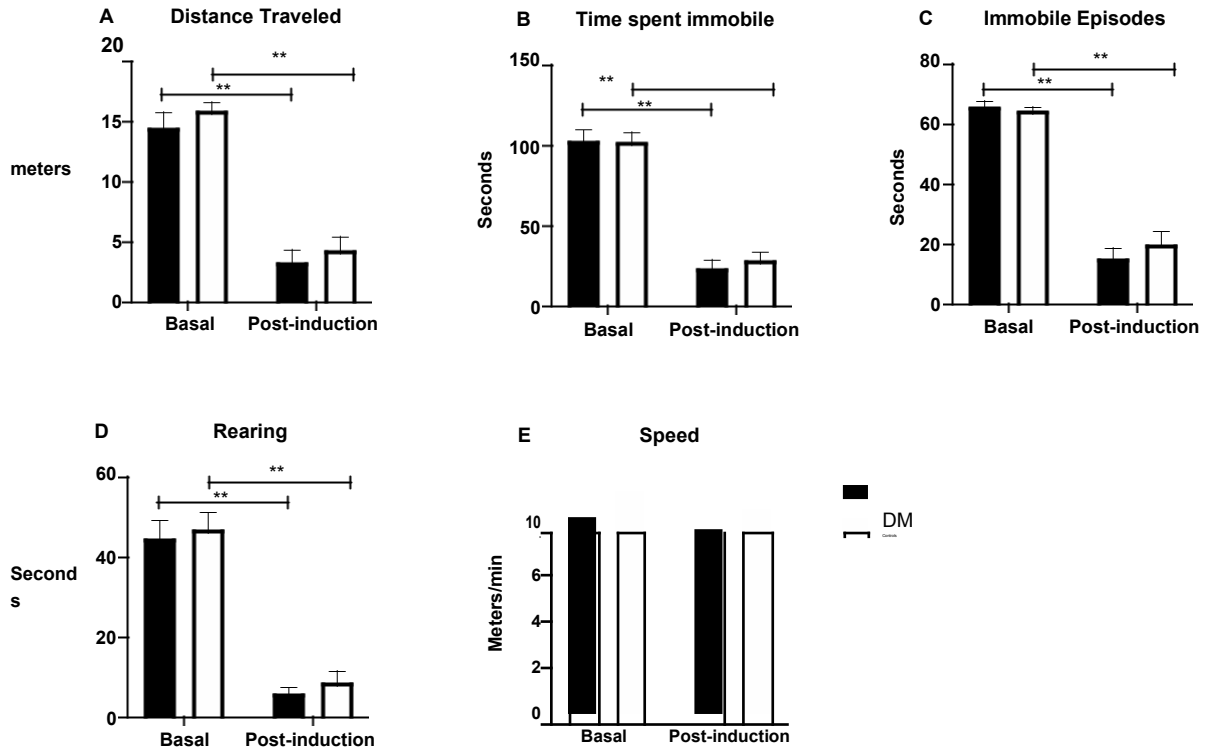 A Distance Traveled
20
15
10
5
0
meters
**
**
Basal Post-induction
B Time spent immobile
150
100
50
0
Seconds
**
**
Basal Post-induction
C Immobile Episodes
80
60
40
20
0
Seconds
**
**
Basal Post-induction
D Rearing
60
40
20
0
Second
s
**
**
Basal Post-induction
E Speed
10
8
6
4
2
0
Meters/min
Basal Post-induction
DM
Controls